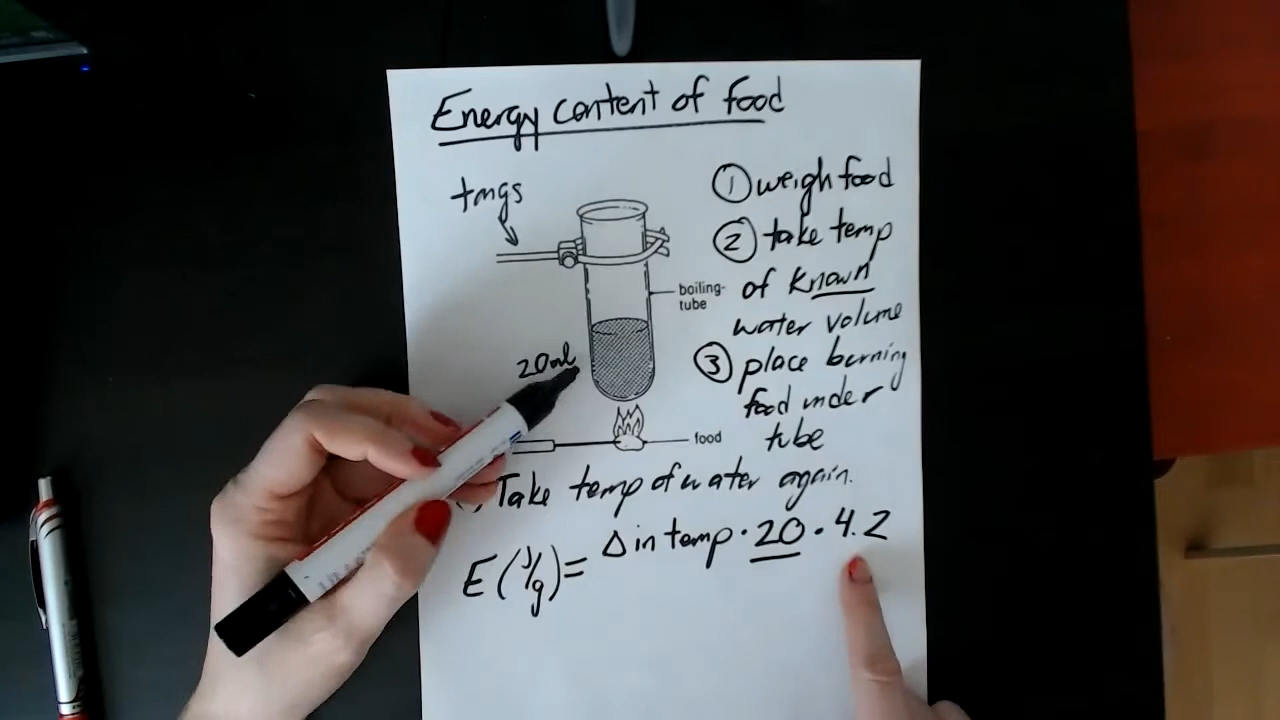 Energy content of food
tmgs
boiling-
tube
20ml
food
① weigh food
② take temp
of known
water volume
③ place burning
food under
tube
Take temp of water again.
E (J/g) = Δ in temp · 20 · 4.2